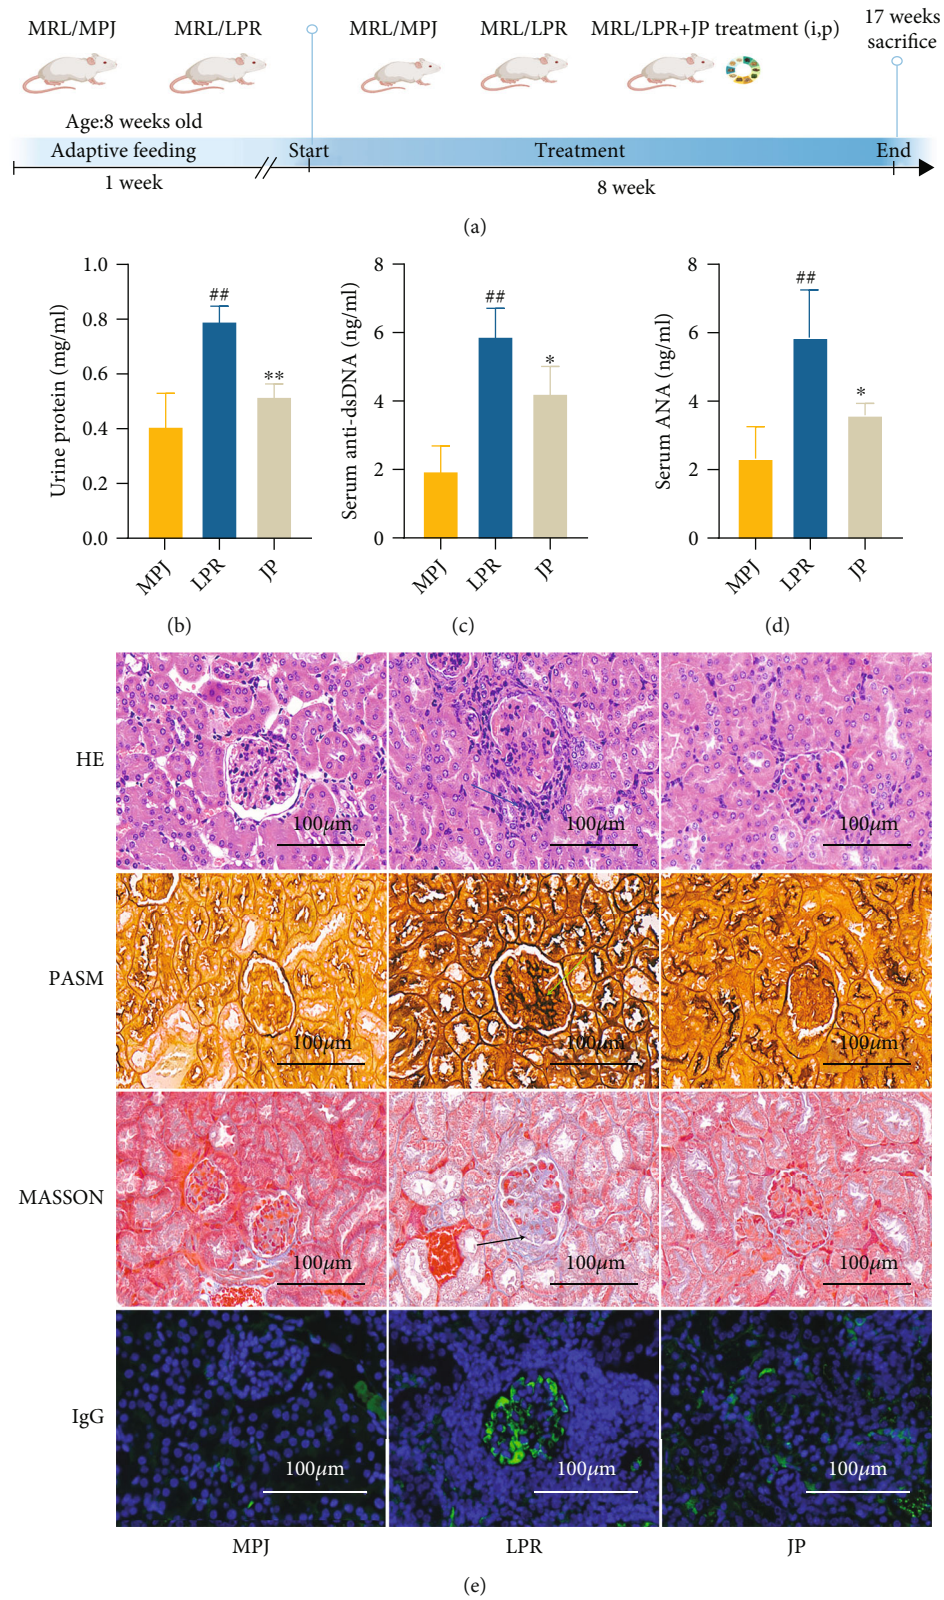 MRL/MPJ
MRL/LPR
MRL/MPJ
MRL/LPR
MRL/LPR+JP treatment (i,p)
17 weeks
sacrifice
Age:8 weeks old
Adaptive feeding
Start
Treatment
End
1 week
8 week
(a)
Urine protein (mg/ml)
1.0
0.8
0.6
0.4
0.2
0.0
##
**
MPJ
LPR
JP
(b)
Serum anti-dsDNA (ng/ml)
8
6
4
2
0
##
*
MPJ
LPR
JP
(c)
Serum ANA (ng/ml)
8
6
4
2
0
##
*
MPJ
LPR
JP
(d)
HE
100μm
100μm
100μm
PASM
100μm
100μm
100μm
MASSON
100μm
100μm
100μm
IgG
100μm
100μm
100μm
MPJ
LPR
JP
(e)